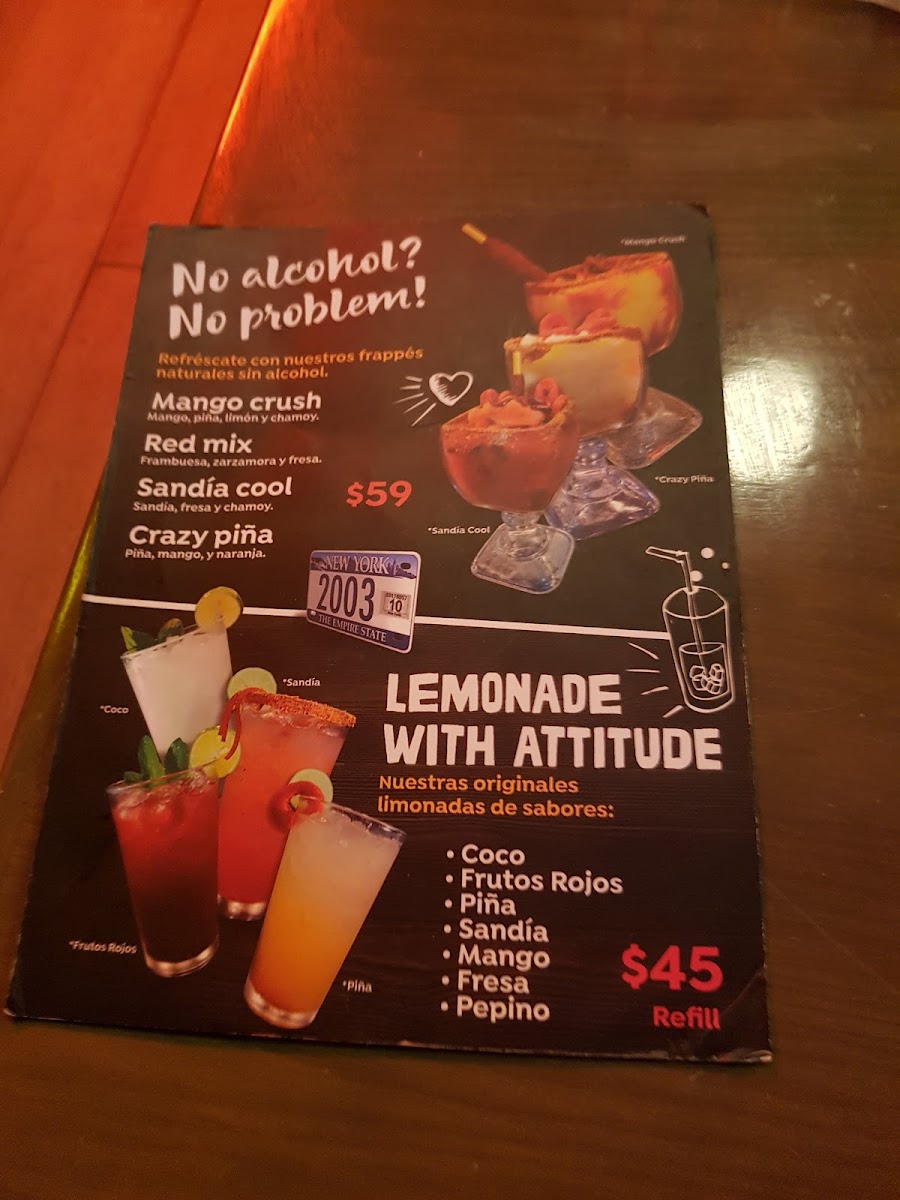 No alcohol?
No problem!
Refréscate con nuestros frappés
naturales sin alcohol.
Mango crush
Mango, piña, limón y chamoy.
Red mix
Frambuesa, zarzamora y fresa.
Sandía cool
Sandía, fresa y chamoy.
$59
Crazy piña
Piña, mango, y naranja.
*Mango Crush
*Crazy Piña
*Sandía Cool
NEW YORK
2003
10
THE EMPIRE STATE
*Coco
*Sandía
*Frutos Rojos
*Piña
LEMONADE
WITH ATTITUDE
Nuestras originales
limonadas de sabores:
• Coco
• Frutos Rojos
• Piña
• Sandía
• Mango
• Fresa
• Pepino
$45
Refill